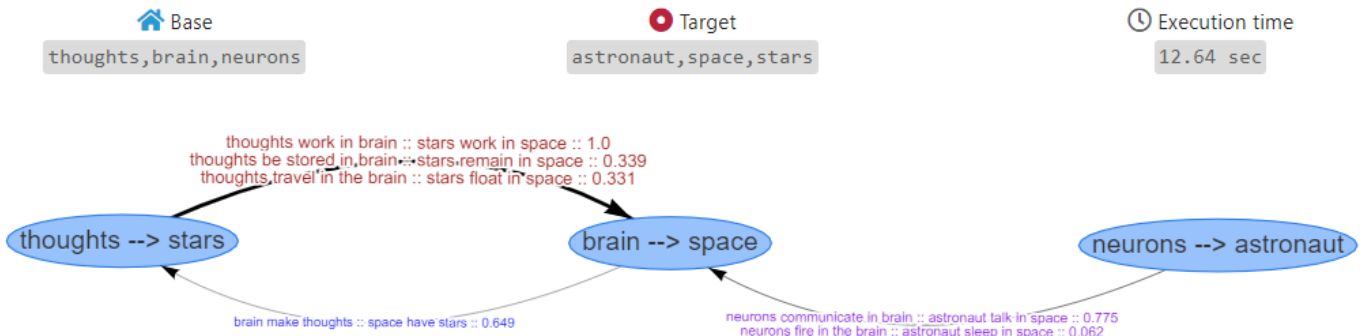 Base
Target
Execution time
thoughts,brain,neurons
astronaut,space,stars
12.64 sec
thoughts work in brain :: stars work in space :: 1.0
thoughts be stored in brain :: stars remain in space :: 0.339
thoughts travel in the brain :: stars float in space :: 0.331
thoughts --> stars
brain --> space
neurons --> astronaut
brain make thoughts :: space have stars :: 0.649
neurons communicate in brain :: astronaut talk in space :: 0.775
neurons fire in the brain :: astronaut sleep in space :: 0.062